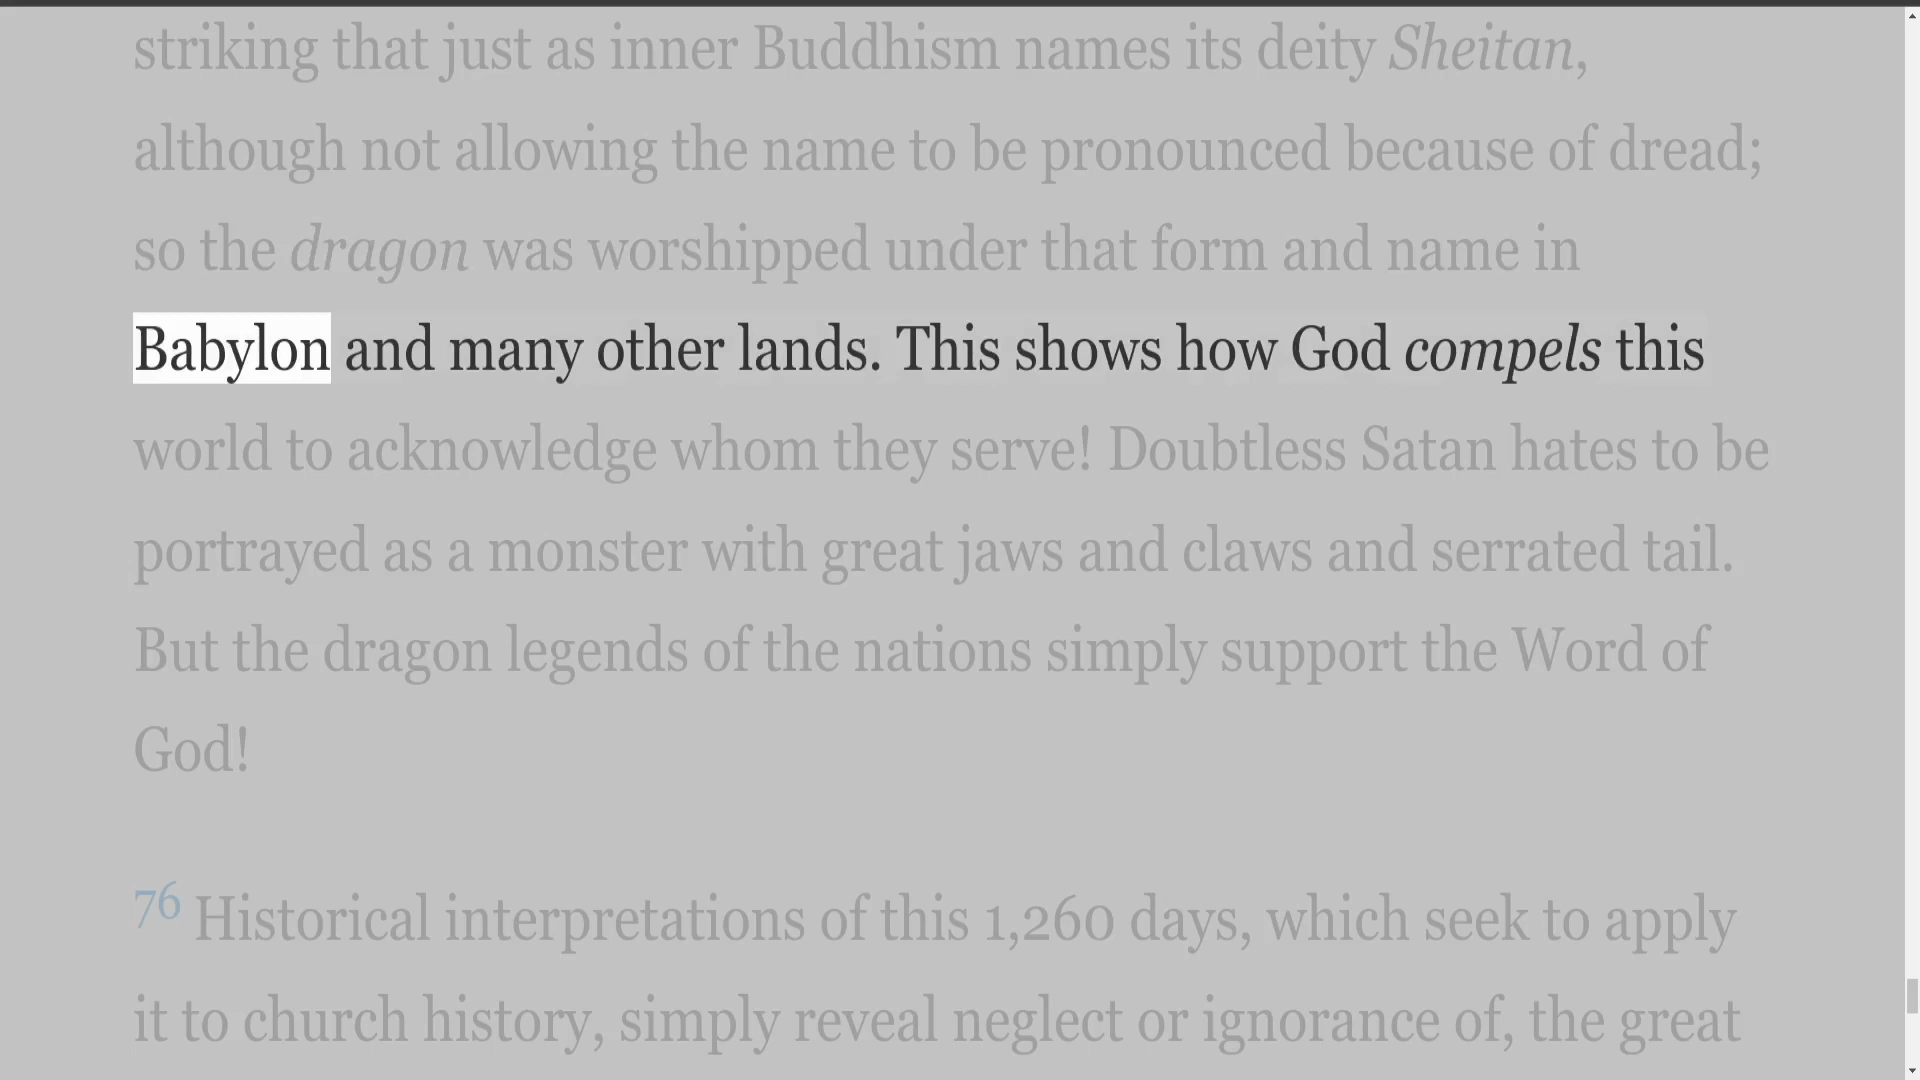 striking that just as inner Buddhism names its deity Sheitan,
although not allowing the name to be pronounced because of dread;
so the dragon was worshipped under that form and name in
Babylon and many other lands. This shows how God compels this
world to acknowledge whom they serve! Doubtless Satan hates to be
portrayed as a monster with great jaws and claws and serrated tail.
But the dragon legends of the nations simply support the Word of
God!
76 Historical interpretations of this 1,260 days, which seek to apply
it to church history, simply reveal neglect or ignorance of, the great